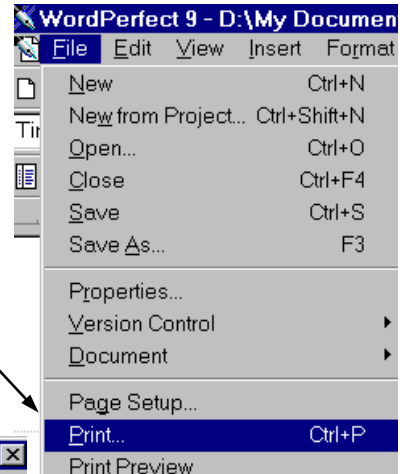 WordPerfect 9 - D:\My Documen
File Edit View Insert Format
New Ctrl+N
New from Project... Ctrl+Shift+N
Open... Ctrl+O
Close Ctrl+F4
Save Ctrl+S
Save As... F3
Properties...
Version Control
Document
Page Setup...
Print... Ctrl+P
Print Preview